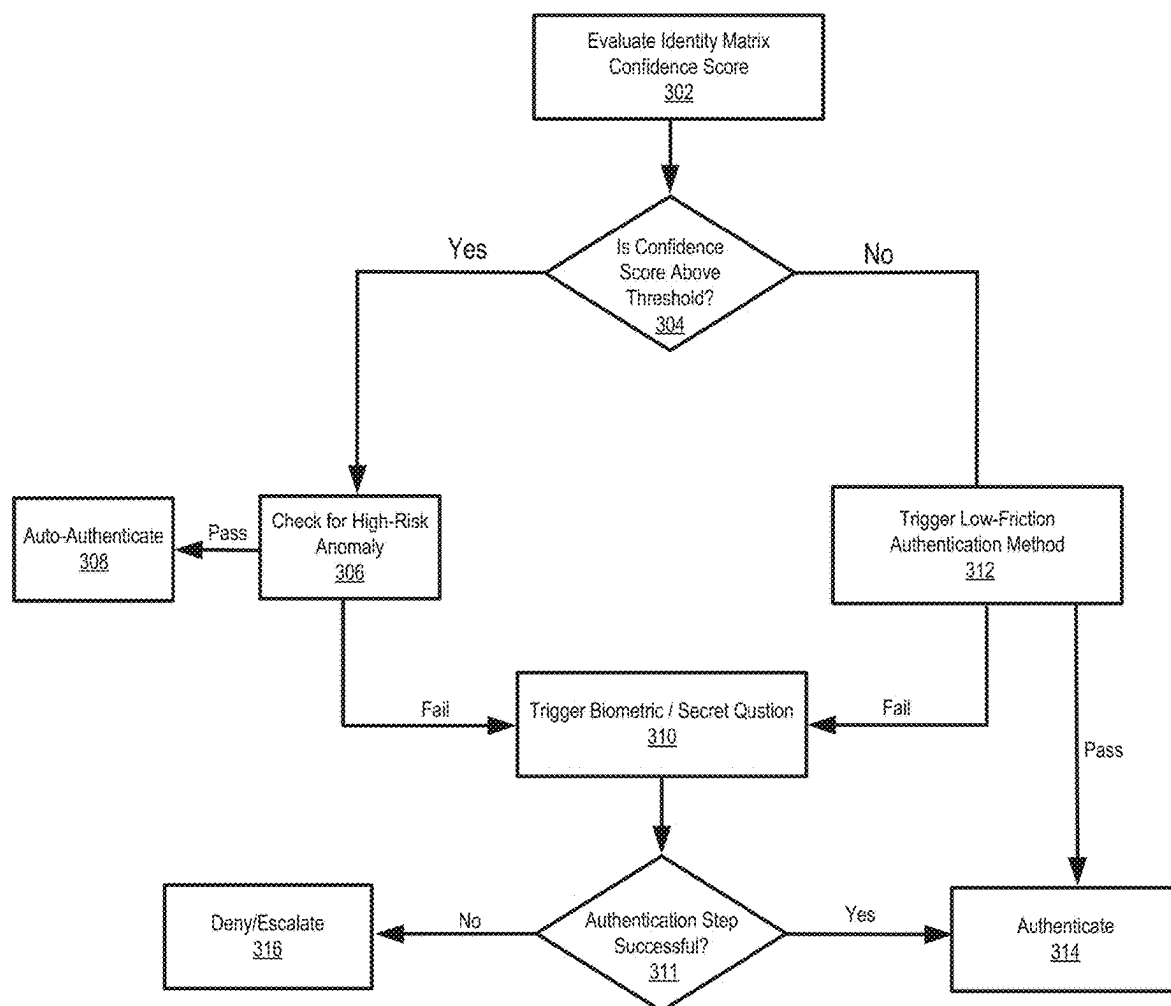 Evaluate Identity Matrix
Confidence Score
302
Is Confidence
Score Above
Threshold?
304
Yes
No
Auto-Authenticate
308
Pass
Check for High-Risk
Anomaly
306
Trigger Low-Friction
Authentication Method
312
Fail
Trigger Biometric / Secret Qustion
310
Fail
Pass
Deny/Escalate
316
No
Authentication Step
Successful?
311
Yes
Authenticate
314